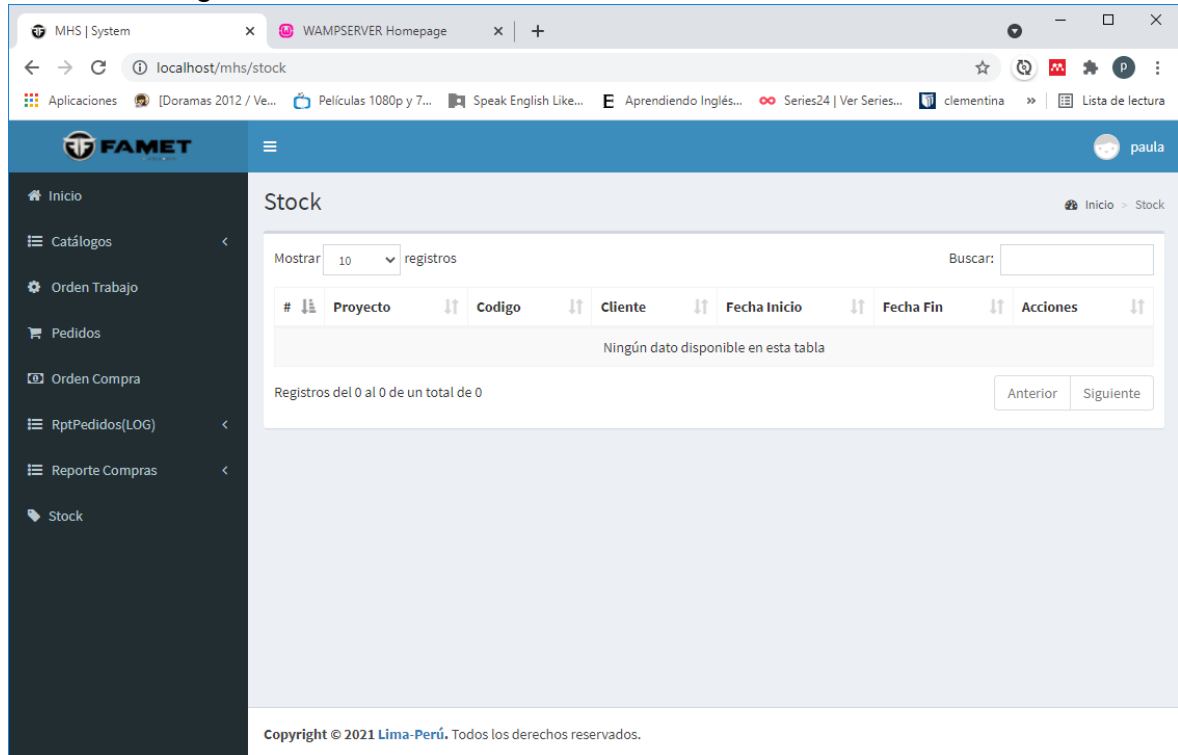 MHS | System
WAMPSERVER Homepage
localhost/mhs/stock
P
Aplicaciones [Doramas 2012 / Ve... Películas 1080p y 7... Speak English Like... Aprendiendo Inglés... Series24 | Ver Series... clementina » Lista de lectura
FAMET
paula
Inicio
Catálogos
Orden Trabajo
Pedidos
Orden Compra
RptPedidos(LOG)
Reporte Compras
Stock
Stock
Inicio > Stock
Mostrar 10 registros
Buscar:
# Proyecto Codigo Cliente Fecha Inicio Fecha Fin Acciones
Ningún dato disponible en esta tabla
Registros del 0 al 0 de un total de 0
Anterior Siguiente
Copyright © 2021 Lima-Perú. Todos los derechos reservados.